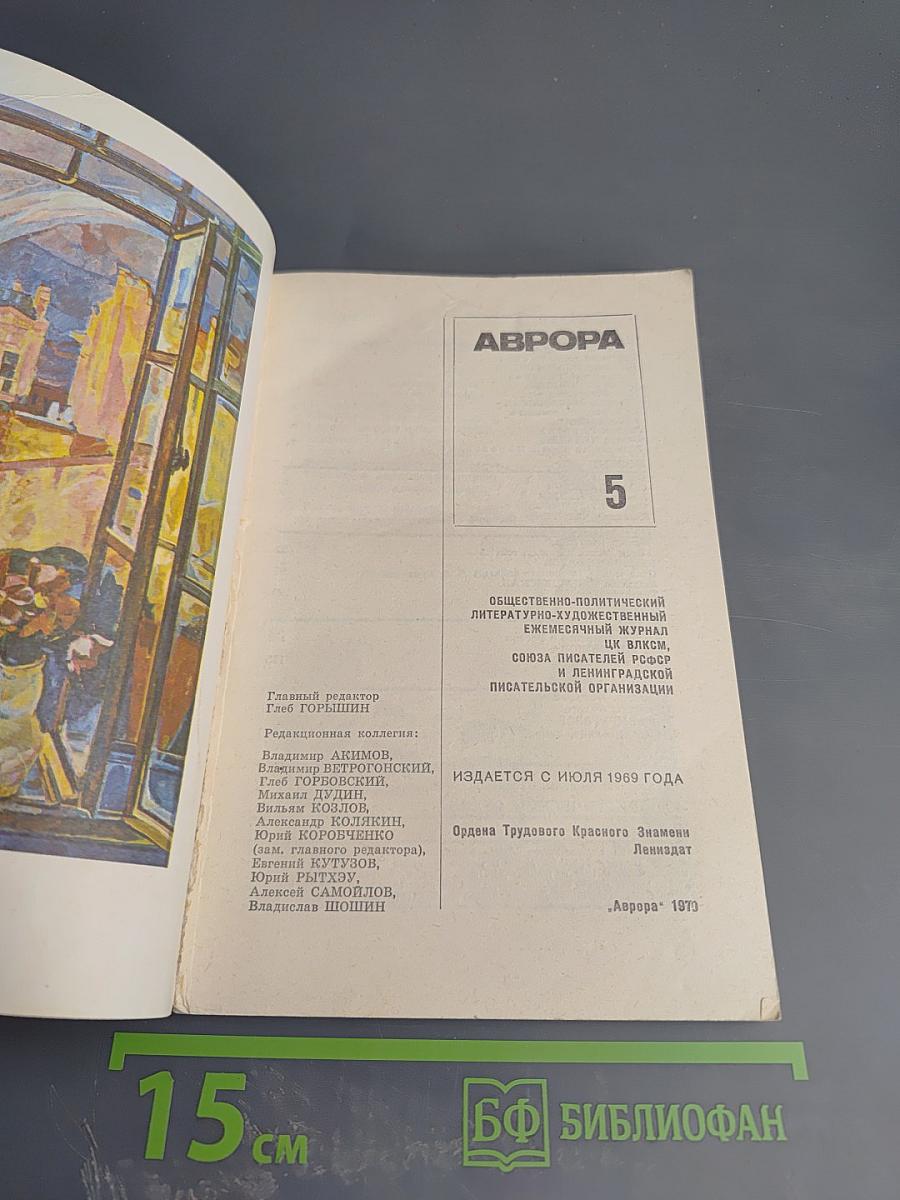 АВРОРА
5
ОБЩЕСТВЕННО-ПОЛИТИЧЕСКИЙ
ЛИТЕРАТУРНО-ХУДОЖЕСТВЕННЫЙ
ЕЖЕМЕСЯЧНЫЙ ЖУРНАЛ
ЦК ВЛКСМ,
СОЮЗА ПИСАТЕЛЕЙ РСФСР
И ЛЕНИНГРАДСКОЙ
ПИСАТЕЛЬСКОЙ ОРГАНИЗАЦИИ
ИЗДАЕТСЯ С ИЮЛЯ 1969 ГОДА
Ордена Трудового Красного Знамени
Лениздат
„Аврора“
Главный редактор
Глеб ГОРЫШИН
Редакционная коллегия:
Владимир АКИМОВ,
Владимир ВЕТРОГОНСКИЙ,
Глеб ГОРБОВСКИЙ,
Михаил ДУДИН,
Вильям КОЗЛОВ,
Александр КОЛЯКИН,
Юрий КОРОБЧЕНКО
(зам. главного редактора),
Евгений КУТУЗОВ,
Юрий РЫТХЭУ,
Алексей САМОЙЛОВ,
Владислав ШОШИН
15 см
БФ БИБЛИОФАН